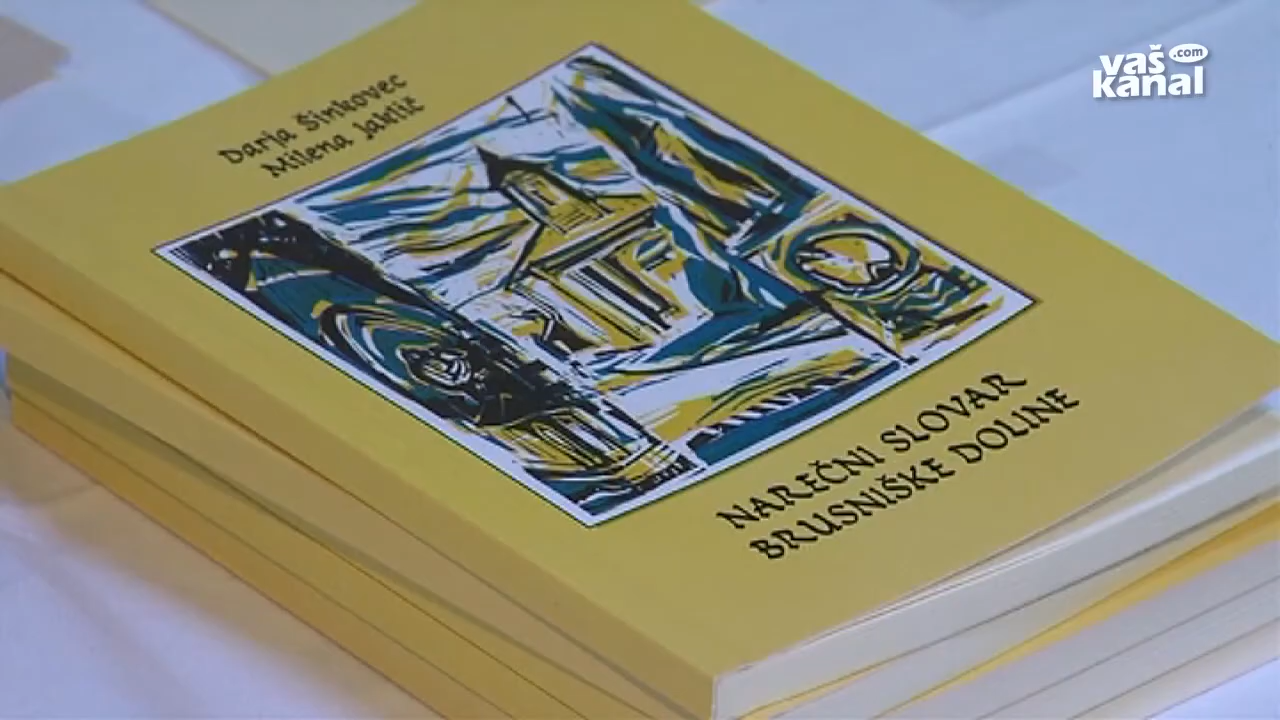 vaš .com
kanal
Darja Šinkovec
Milena Jaklič
NAREČNI SLOVAR
BRUSNIŠKE DOLINE